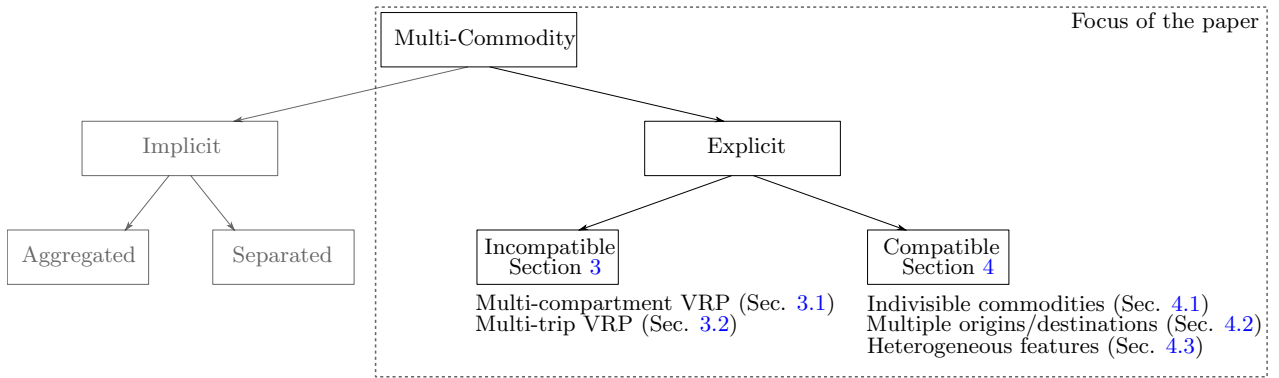 Focus of the paper
Multi-Commodity
Implicit
Explicit
Aggregated
Separated
Incompatible
Section 3
Compatible
Section 4
Multi-compartment VRP (Sec. 3.1)
Multi-trip VRP (Sec. 3.2)
Indivisible commodities (Sec. 4.1)
Multiple origins/destinations (Sec. 4.2)
Heterogeneous features (Sec. 4.3)